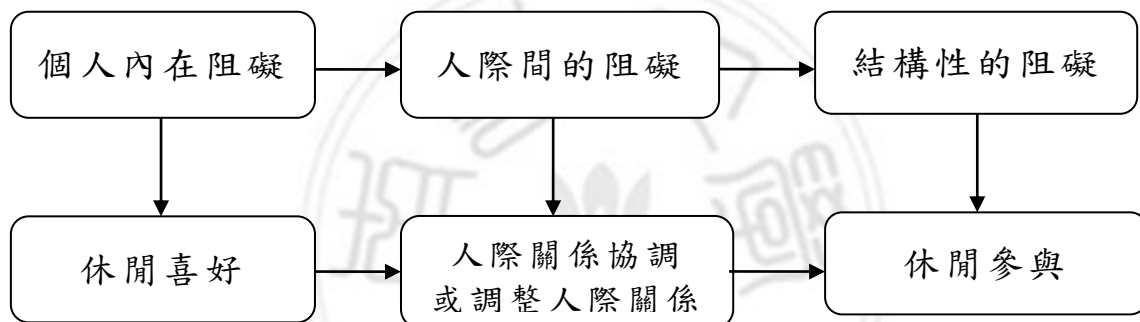 個人內在阻礙
人際間的阻礙
結構性的阻礙
休閒喜好
人際關係協調
或調整人際關係
休閒參與